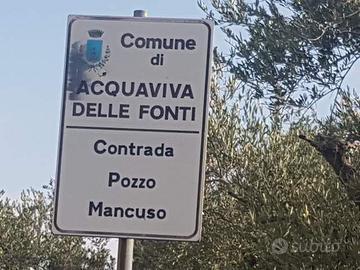 Comune
di
ACQUAVIVA
DELLE FONTI
Contrada
Pozzo
Mancuso
subito